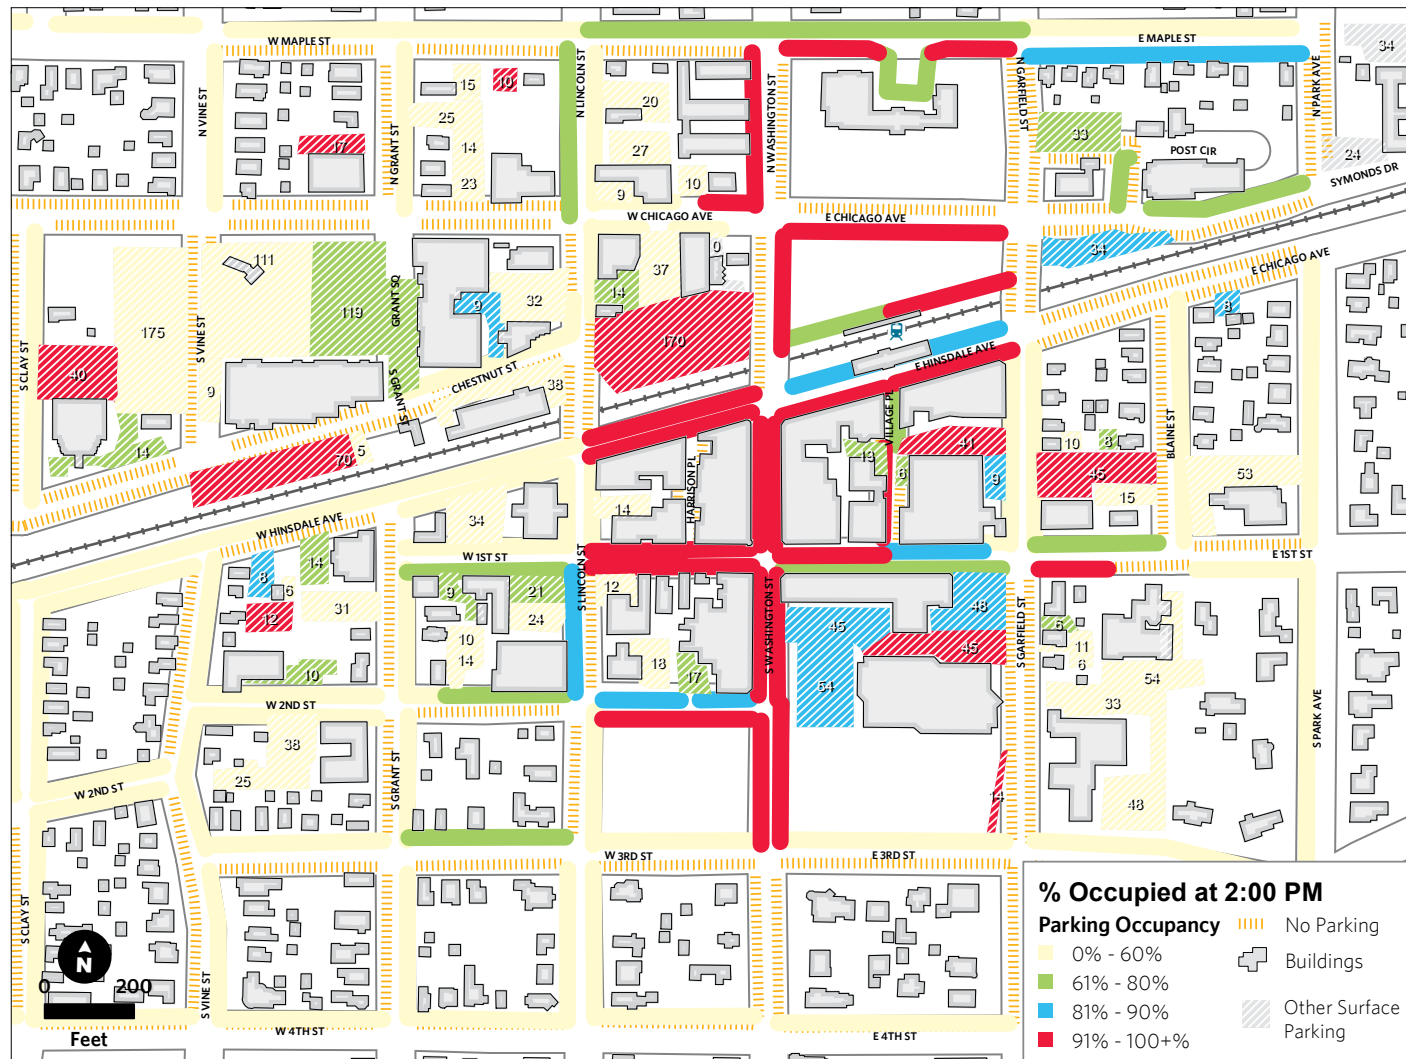 W MAPLE ST
E MAPLE ST
N VINE ST
N GRANT ST
N LINCOLN ST
N WASHINGTON ST
N GARFIELD ST
N PARK AVE
34
15
10
20
25
17
14
27
33
POST CIR
24
SYMONDS DR
23
9
10
W CHICAGO AVE
E CHICAGO AVE
0
34
E CHICAGO AVE
111
37
175
119
GRANT SQ
9
32
14
8
S CLAY ST
S VINE ST
170
E HINSDALE AVE
40
9
S GRANT ST
CHESTNUT ST
38
VILLAGE PL
BLAINE ST
14
70
5
13
41
10
8
6
9
45
53
HARRISON PL
14
15
34
W HINSDALE AVE
W 1ST ST
E 1ST ST
14
8
6
9
21
12
S LINCOLN ST
S WASHINGTON ST
48
S GARFIELD ST
31
12
24
45
6
10
14
18
45
11
6
10
17
54
54
W 2ND ST
33
S PARK AVE
38
25
S GRANT ST
W 2ND ST
14
48
W 3RD ST
E 3RD ST
S CLAY ST
S VINE ST
N
0 200
Feet
W 4TH ST
E 4TH ST
% Occupied at 2:00 PM
Parking Occupancy
0% - 60%
61% - 80%
81% - 90%
91% - 100+%
No Parking
Buildings
Other Surface
Parking